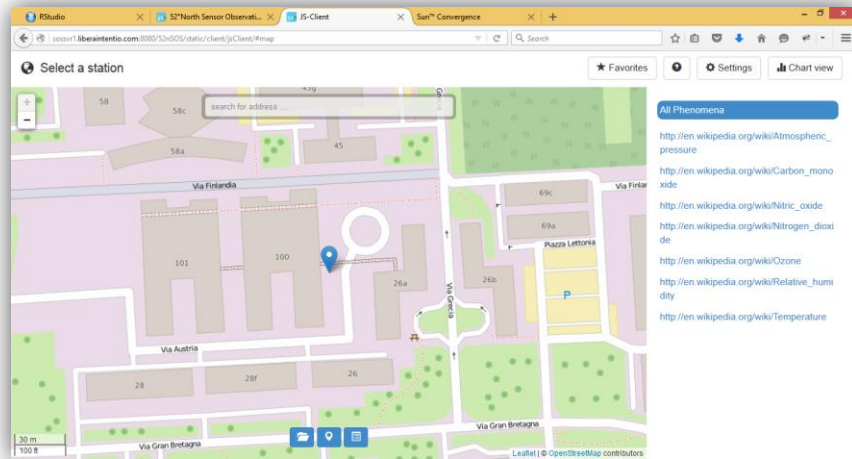 RStudio
52°North Sensor Observati...
JS-Client
Sun™ Convergence
sossvr1.liberaintentio.com:8080/52nSOS/static/client/jsClient/#map
Search
Select a station
Favorites
Settings
Chart view
search for address ...
All Phenomena
http://en.wikipedia.org/wiki/Atmospheric_
pressure
http://en.wikipedia.org/wiki/Carbon_mono
xide
http://en.wikipedia.org/wiki/Nitric_oxide
http://en.wikipedia.org/wiki/Nitrogen_dioxi
de
http://en.wikipedia.org/wiki/Ozone
http://en.wikipedia.org/wiki/Relative_humi
dity
http://en.wikipedia.org/wiki/Temperature
58
58c
45g
58a
45
Via Finlandia
Via Finlan
69c
69a
Piazza Lettonia
101
100
26a
26b
P
Via Grecia
Via Austria
28
28f
26
Via Gran Bretagna
Via Gran Bretagna
30 m
100 ft
Leaflet | © OpenStreetMap contributors